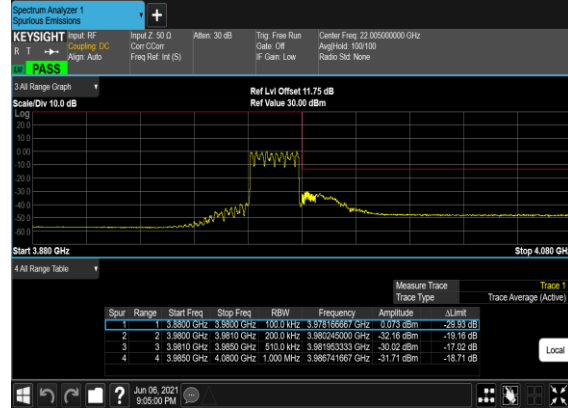 Spectrum Analyzer 1
Spurious Emissions
+
KEYSIGHT Input: RF Input Z: 50 Ω Atten: 30 dB Trig: Free Run Center Freq: 22.005000000 GHz
R T Coupling: DC Corr CCorr Gate: Off Avg|Hold: 100/100
Align: Auto Freq Ref: Int (S) IF Gain: Low Radio Std: None
PASS
3 All Range Graph
Ref Lvl Offset 11.75 dB
Scale/Div 10.0 dB Ref Value 30.00 dBm
Log
20.0
10.0
0.00
-10.0
-20.0
-30.0
-40.0
-50.0
-60.0
Start 3.880 GHz Stop 4.080 GH
4 All Range Table
Measure Trace Trace 1
Trace Type Trace Average (Active)
Spur Range Start Freq Stop Freq RBW Frequency Amplitude ΔLimit
1 1 3.8800 GHz 3.9800 GHz 100.0 kHz 3.978166667 GHz 0.073 dBm -29.93 dB
2 2 3.9800 GHz 3.9810 GHz 200.0 kHz 3.980245000 GHz -32.16 dBm -19.16 dB
3 3 3.9810 GHz 3.9850 GHz 510.0 kHz 3.981953333 GHz -30.02 dBm -17.02 dB
4 4 3.9850 GHz 4.0800 GHz 1.000 MHz 3.986741667 GHz -31.71 dBm -18.71 dB
Local
? Jun 06, 2021
9:05:00 PM